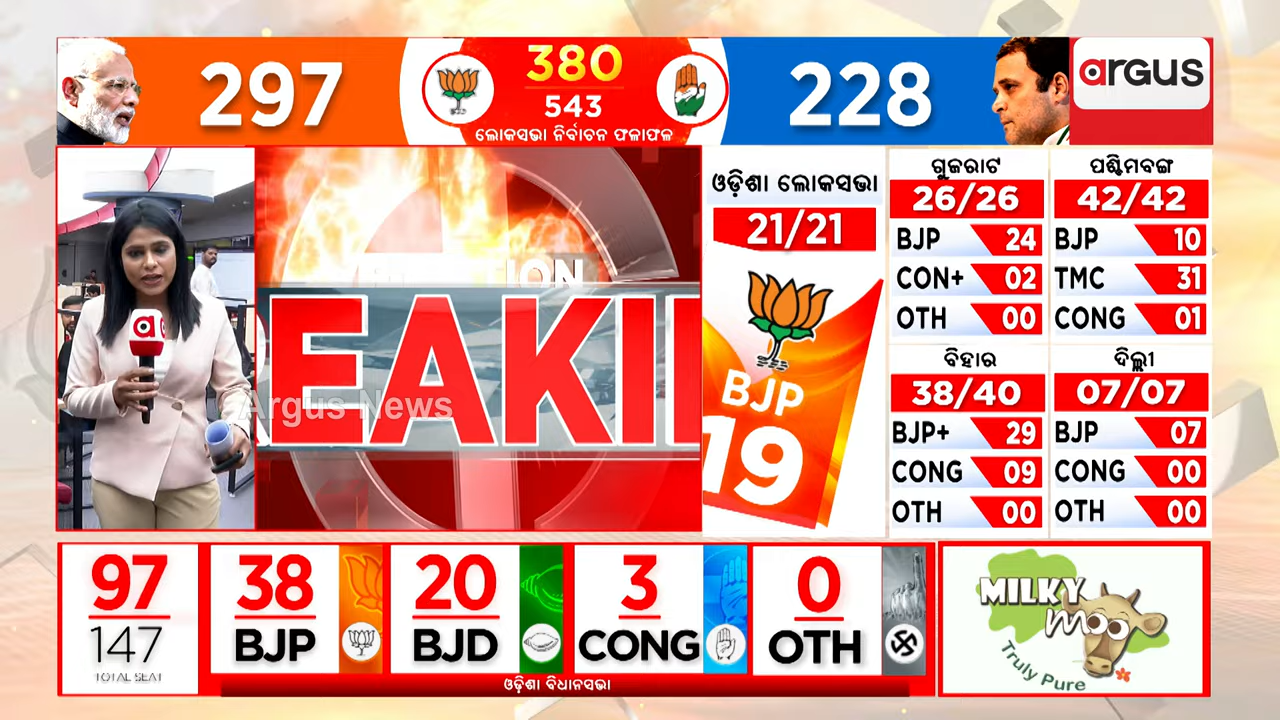 297
380
543
ଲୋକସଭା ନିର୍ବାଚନ ଫଳାଫଳ
228
argus
REAKIN
Argus News
ଓଡ଼ିଶା ଲୋକସଭା
21/21
BJP
19
ଗୁଜରାଟ
26/26
BJP 24
CON+ 02
OTH 00
ପଶ୍ଚିମବଙ୍ଗ
42/42
BJP 10
TMC 31
CONG 01
ବିହାର
38/40
BJP+ 29
CONG 09
OTH 00
ଦିଲ୍ଲୀ
07/07
BJP 07
CONG 00
OTH 00
97
147
TOTAL SEAT
38
BJP
20
BJD
3
CONG
0
OTH
ଓଡ଼ିଶା ବିଧାନସଭା
MILKY
moo
Truly Pure